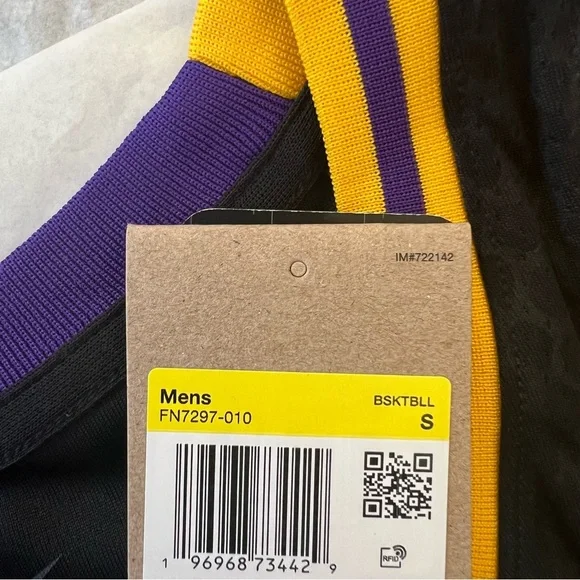 IM#722142
Mens
BSKTBLL
FN7297-010
S
1 96968 73442 9
RFID